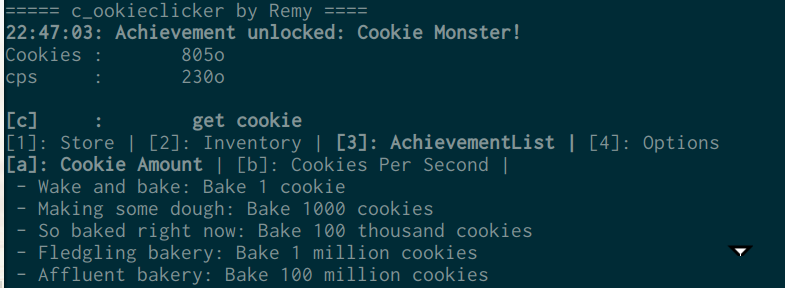 ===== c_ookieclicker by Remy ====
22:47:03: Achievement unlocked: Cookie Monster!
Cookies :        805o
cps     :        230o
[c]     :        get cookie
[1]: Store | [2]: Inventory | [3]: AchievementList | [4]: Options
[a]: Cookie Amount | [b]: Cookies Per Second |
 - Wake and bake: Bake 1 cookie
 - Making some dough: Bake 1000 cookies
 - So baked right now: Bake 100 thousand cookies
 - Fledgling bakery: Bake 1 million cookies
 - Affluent bakery: Bake 100 million cookies